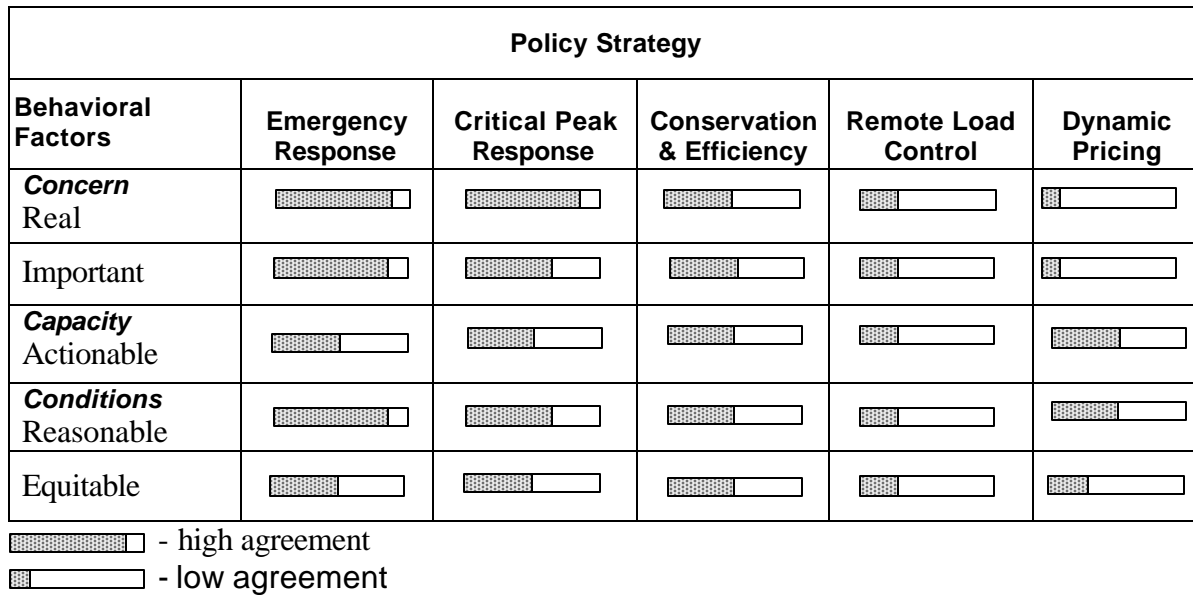 Policy Strategy
Behavioral
Factors
Emergency
Response
Critical Peak
Response
Conservation
& Efficiency
Remote Load
Control
Dynamic
Pricing
Concern
Real
Important
Capacity
Actionable
Conditions
Reasonable
Equitable
- high agreement
- low agreement